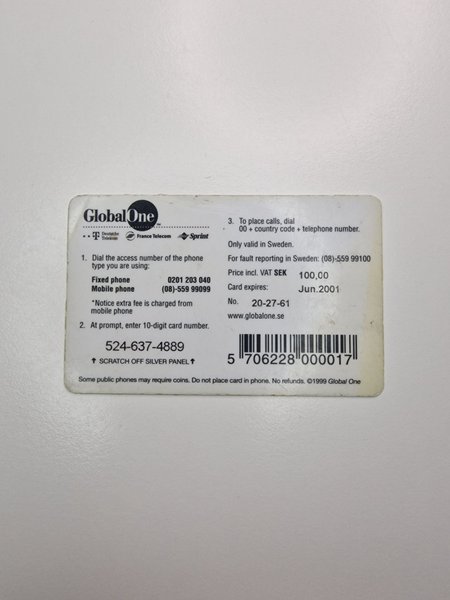 GlobalOne™
Deutsche Telekom France Telecom Sprint
1. Dial the access number of the phone
type you are using:
Fixed phone 0201 203 040
Mobile phone (08)-559 99099
*Notice extra fee is charged from
mobile phone
2. At prompt, enter 10-digit card number.
524-637-4889
↑ SCRATCH OFF SILVER PANEL ↑
3. To place calls, dial
00 + country code + telephone number.
Only valid in Sweden.
For fault reporting in Sweden: (08)-559 99100
Price incl. VAT SEK 100,00
Card expires: Jun.2001
No. 20-27-61
www.globalone.se
5 706228 000017
Some public phones may require coins. Do not place card in phone. No refunds. ©1999 Global One